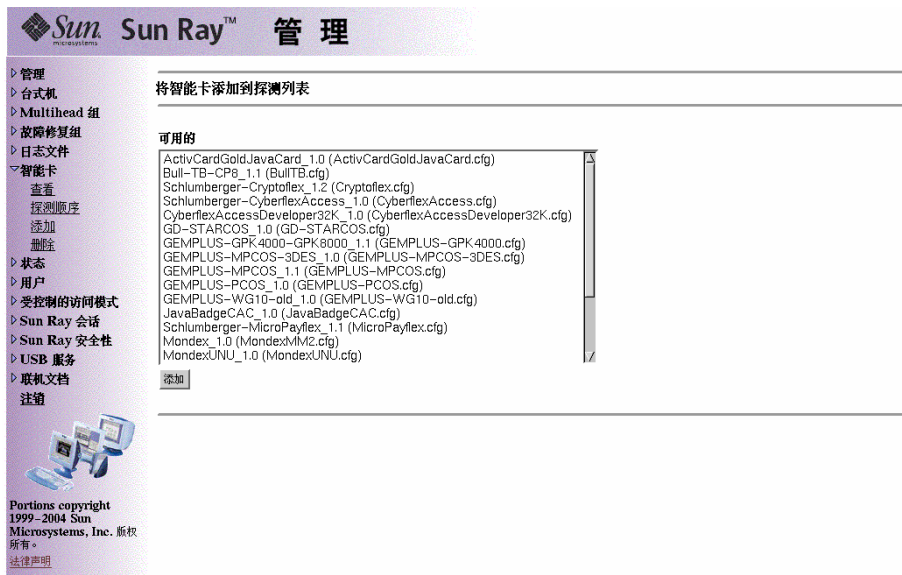 Sun microsystems Sun Ray™ 管 理
管理
台式机
Multihead 组
故障修复组
日志文件
智能卡
查看
探测顺序
添加
删除
状态
用户
受控制的访问模式
Sun Ray 会话
Sun Ray 安全性
USB 服务
联机文档
注销
Portions copyright
1999-2004 Sun
Microsystems, Inc. 版权
所有。
法律声明
将智能卡添加到探测列表
可用的
ActivCardGoldJavaCard_1.0 (ActivCardGoldJavaCard.cfg)
Bull-TB-CP8_1.1 (BullTB.cfg)
Schlumberger-Cryptoflex_1.2 (Cryptoflex.cfg)
Schlumberger-CyberflexAccess_1.0 (CyberflexAccess.cfg)
CyberflexAccessDeveloper32K_1.0 (CyberflexAccessDeveloper32K.cfg)
GD-STARCOS_1.0 (GD-STARCOS.cfg)
GEMPLUS-GPK4000-GPK8000_1.1 (GEMPLUS-GPK4000.cfg)
GEMPLUS-MPCOS-3DES_1.0 (GEMPLUS-MPCOS-3DES.cfg)
GEMPLUS-MPCOS_1.1 (GEMPLUS-MPCOS.cfg)
GEMPLUS-PCOS_1.0 (GEMPLUS-PCOS.cfg)
GEMPLUS-WG10-old_1.0 (GEMPLUS-WG10-old.cfg)
JavaBadgeCAC_1.0 (JavaBadgeCAC.cfg)
Schlumberger-MicroPayflex_1.1 (MicroPayflex.cfg)
Mondex_1.0 (MondexMM2.cfg)
MondexUNU_1.0 (MondexUNU.cfg)
添加